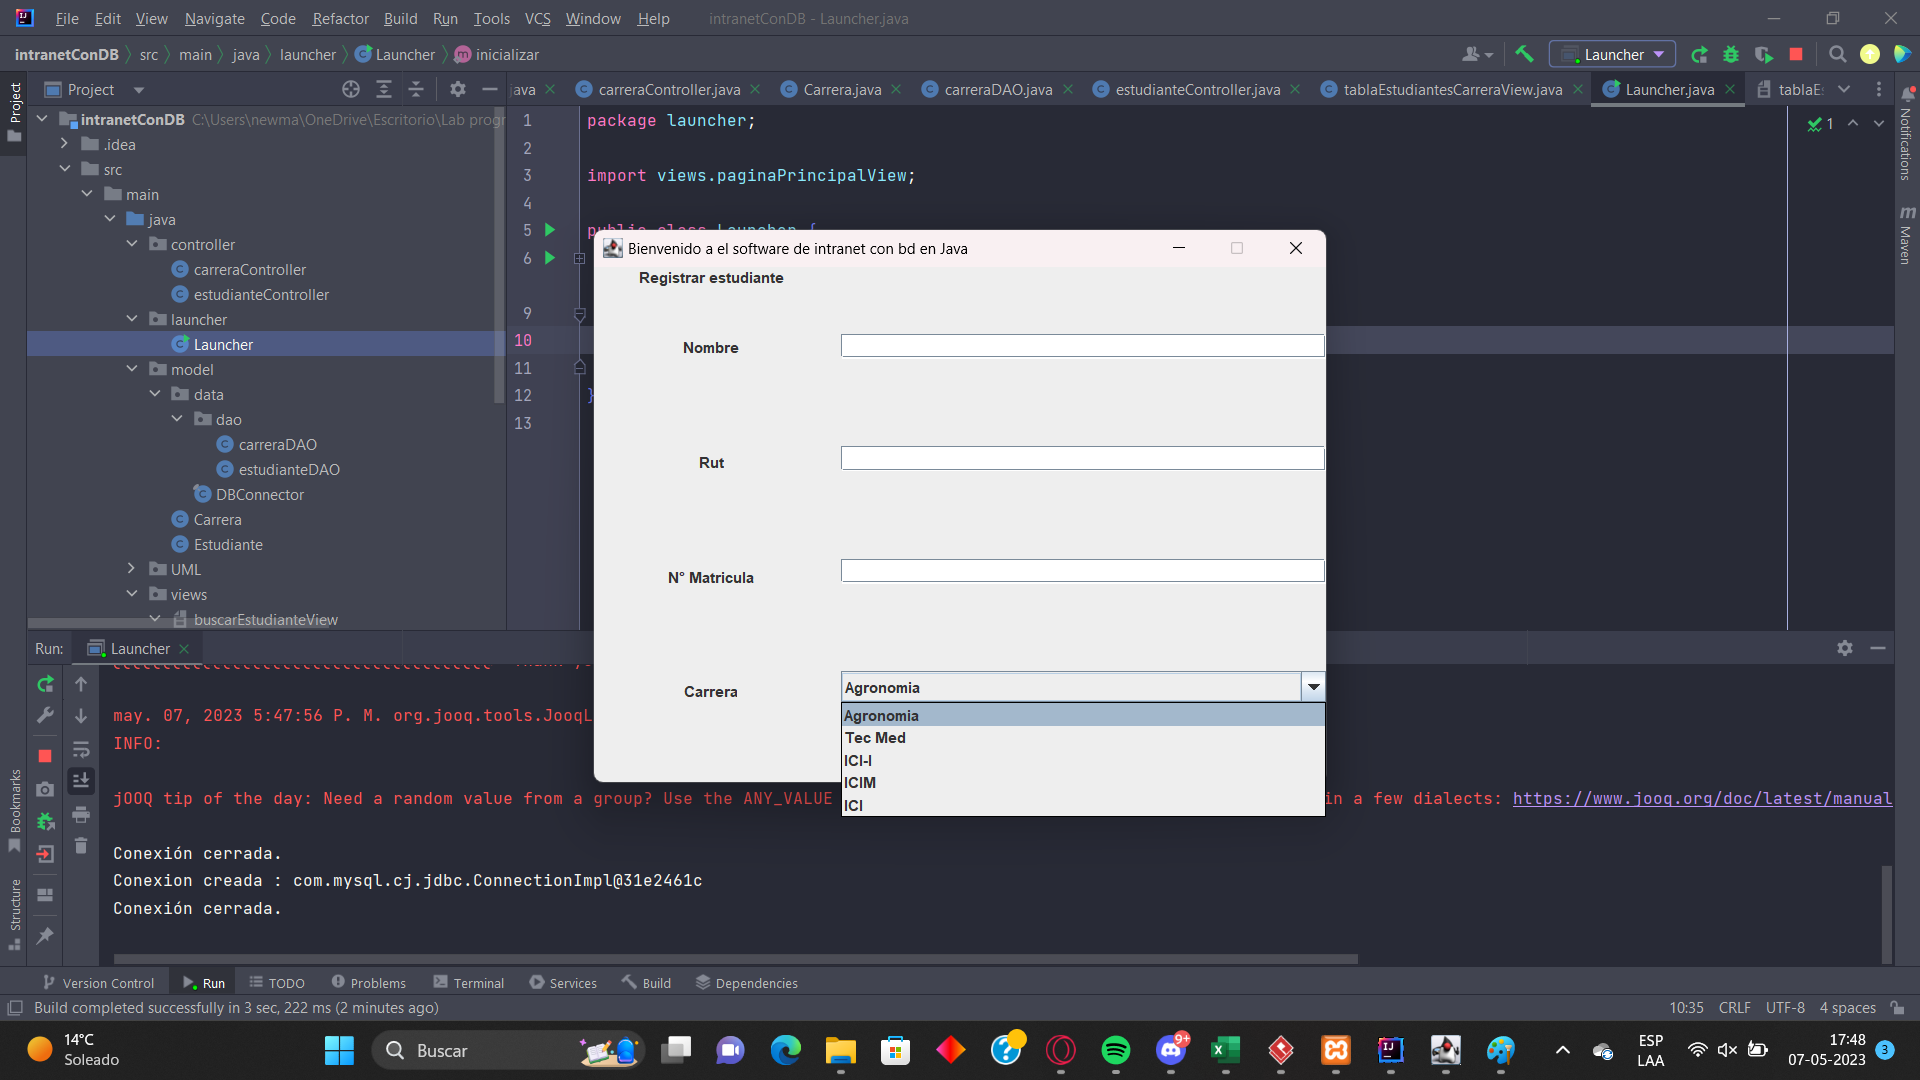 File Edit View Navigate Code Refactor Build Run Tools VCS Window Help intranetConDB - Launcher.java
intranetConDB src main java launcher Launcher inicializar
Launcher
Project
java carreraController.java Carrera.java carreraDAO.java estudianteController.java tablaEstudiantesCarreraView.java Launcher.java tablaE
Project
intranetConDB C:\Users\newma\OneDrive\Escritorio\Lab progr
.idea
src
main
java
controller
carreraController
estudianteController
launcher
Launcher
model
data
dao
carreraDAO
estudianteDAO
DBConnector
Carrera
Estudiante
UML
views
buscarEstudianteView
1 package launcher;
2
3 import views.paginaPrincipalView;
4
5 public class Launcher {
6
9
10
11
12 }
13
1
Notifications
Maven
Bienvenido a el software de intranet con bd en Java
Registrar estudiante
Nombre
Rut
N° Matricula
Carrera
Agronomia
Agronomia
Tec Med
ICI-I
ICIM
ICI
Run: Launcher
may. 07, 2023 5:47:56 P. M. org.jooq.tools.JooqL
INFO:
jOOQ tip of the day: Need a random value from a group? Use the ANY_VALUE
in a few dialects: https://www.jooq.org/doc/latest/manual
Conexión cerrada.
Conexion creada : com.mysql.cj.jdbc.ConnectionImpl@31e2461c
Conexión cerrada.
Bookmarks
Structure
Version Control Run TODO Problems Terminal Services Build Dependencies
Build completed successfully in 3 sec, 222 ms (2 minutes ago)
10:35 CRLF UTF-8 4 spaces
14°C
Soleado
Buscar
9+
ESP
LAA
17:48
07-05-2023
3